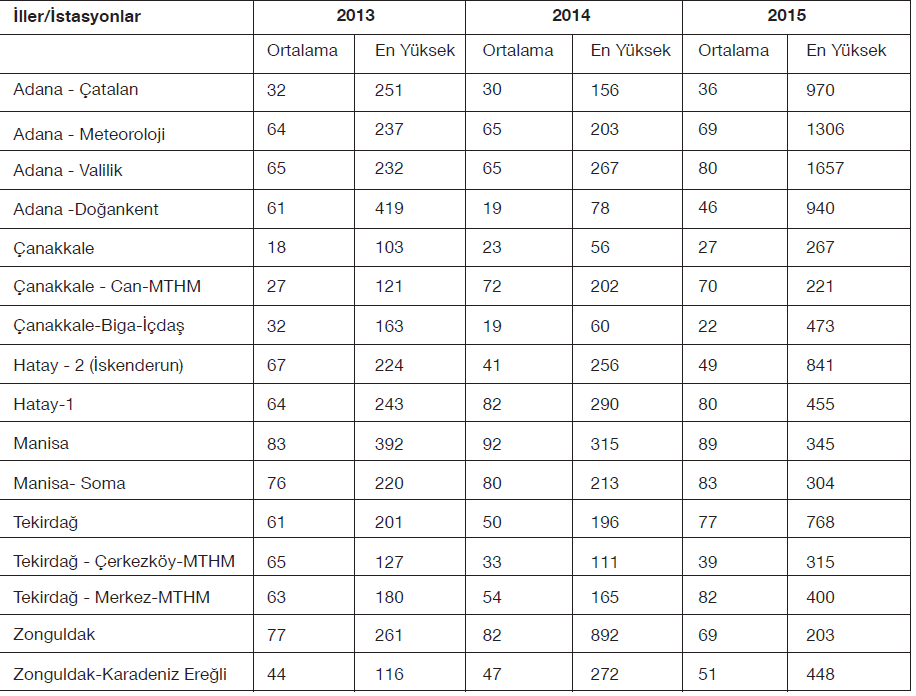 İller/İstasyonlar 2013 2014 2015
Ortalama En Yüksek Ortalama En Yüksek Ortalama En Yüksek
Adana - Çatalan 32 251 30 156 36 970
Adana - Meteoroloji 64 237 65 203 69 1306
Adana - Valilik 65 232 65 267 80 1657
Adana -Doğankent 61 419 19 78 46 940
Çanakkale 18 103 23 56 27 267
Çanakkale - Can-MTHM 27 121 72 202 70 221
Çanakkale-Biga-İçdaş 32 163 19 60 22 473
Hatay - 2 (İskenderun) 67 224 41 256 49 841
Hatay-1 64 243 82 290 80 455
Manisa 83 392 92 315 89 345
Manisa- Soma 76 220 80 213 83 304
Tekirdağ 61 201 50 196 77 768
Tekirdağ - Çerkezköy-MTHM 65 127 33 111 39 315
Tekirdağ - Merkez-MTHM 63 180 54 165 82 400
Zonguldak 77 261 82 892 69 203
Zonguldak-Karadeniz Ereğli 44 116 47 272 51 448